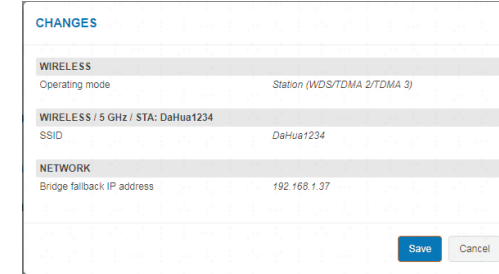 CHANGES
WIRELESS
Operating mode Station (WDS/TDMA 2/TDMA 3)
WIRELESS / 5 GHz / STA: DaHua1234
SSID DaHua1234
NETWORK
Bridge fallback IP address 192.168.1.37
Save Cancel